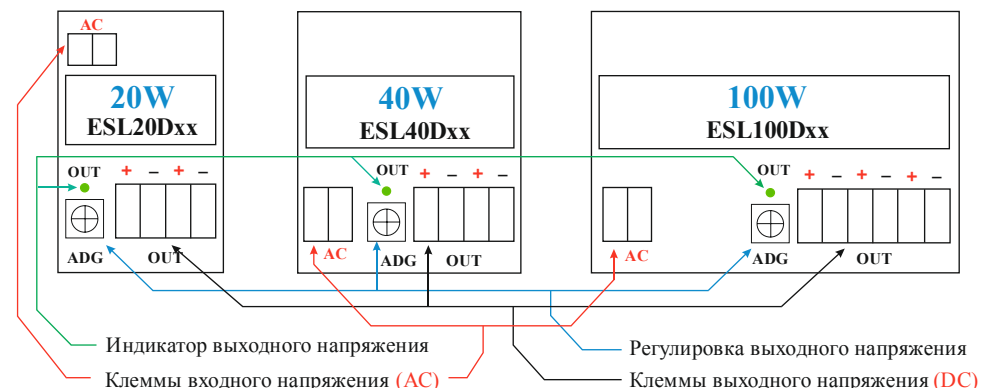 AC
20W
ESL20Dxx
OUT + – + –
ADG OUT
40W
ESL40Dxx
OUT + – + –
AC ADG OUT
100W
ESL100Dxx
OUT + – + – + –
AC ADG OUT
Индикатор выходного напряжения
Регулировка выходного напряжения
Клеммы входного напряжения (AC)
Клеммы выходного напряжения (DC)